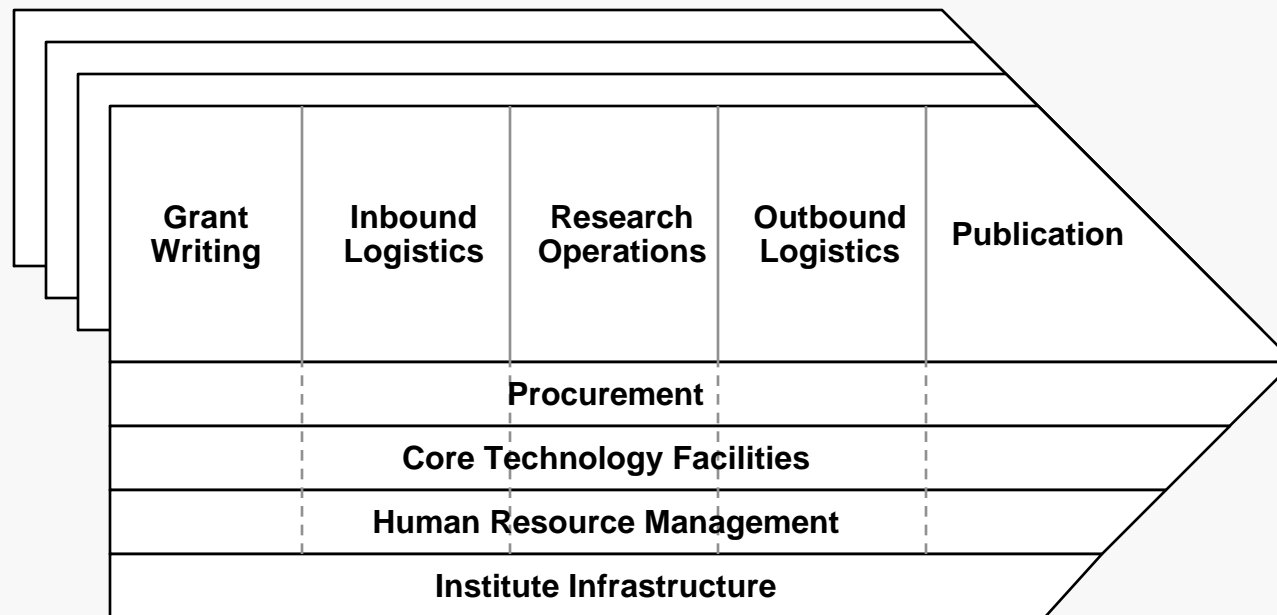 Grant
Writing
Inbound
Logistics
Research
Operations
Outbound
Logistics
Publication
Procurement
Core Technology Facilities
Human Resource Management
Institute Infrastructure